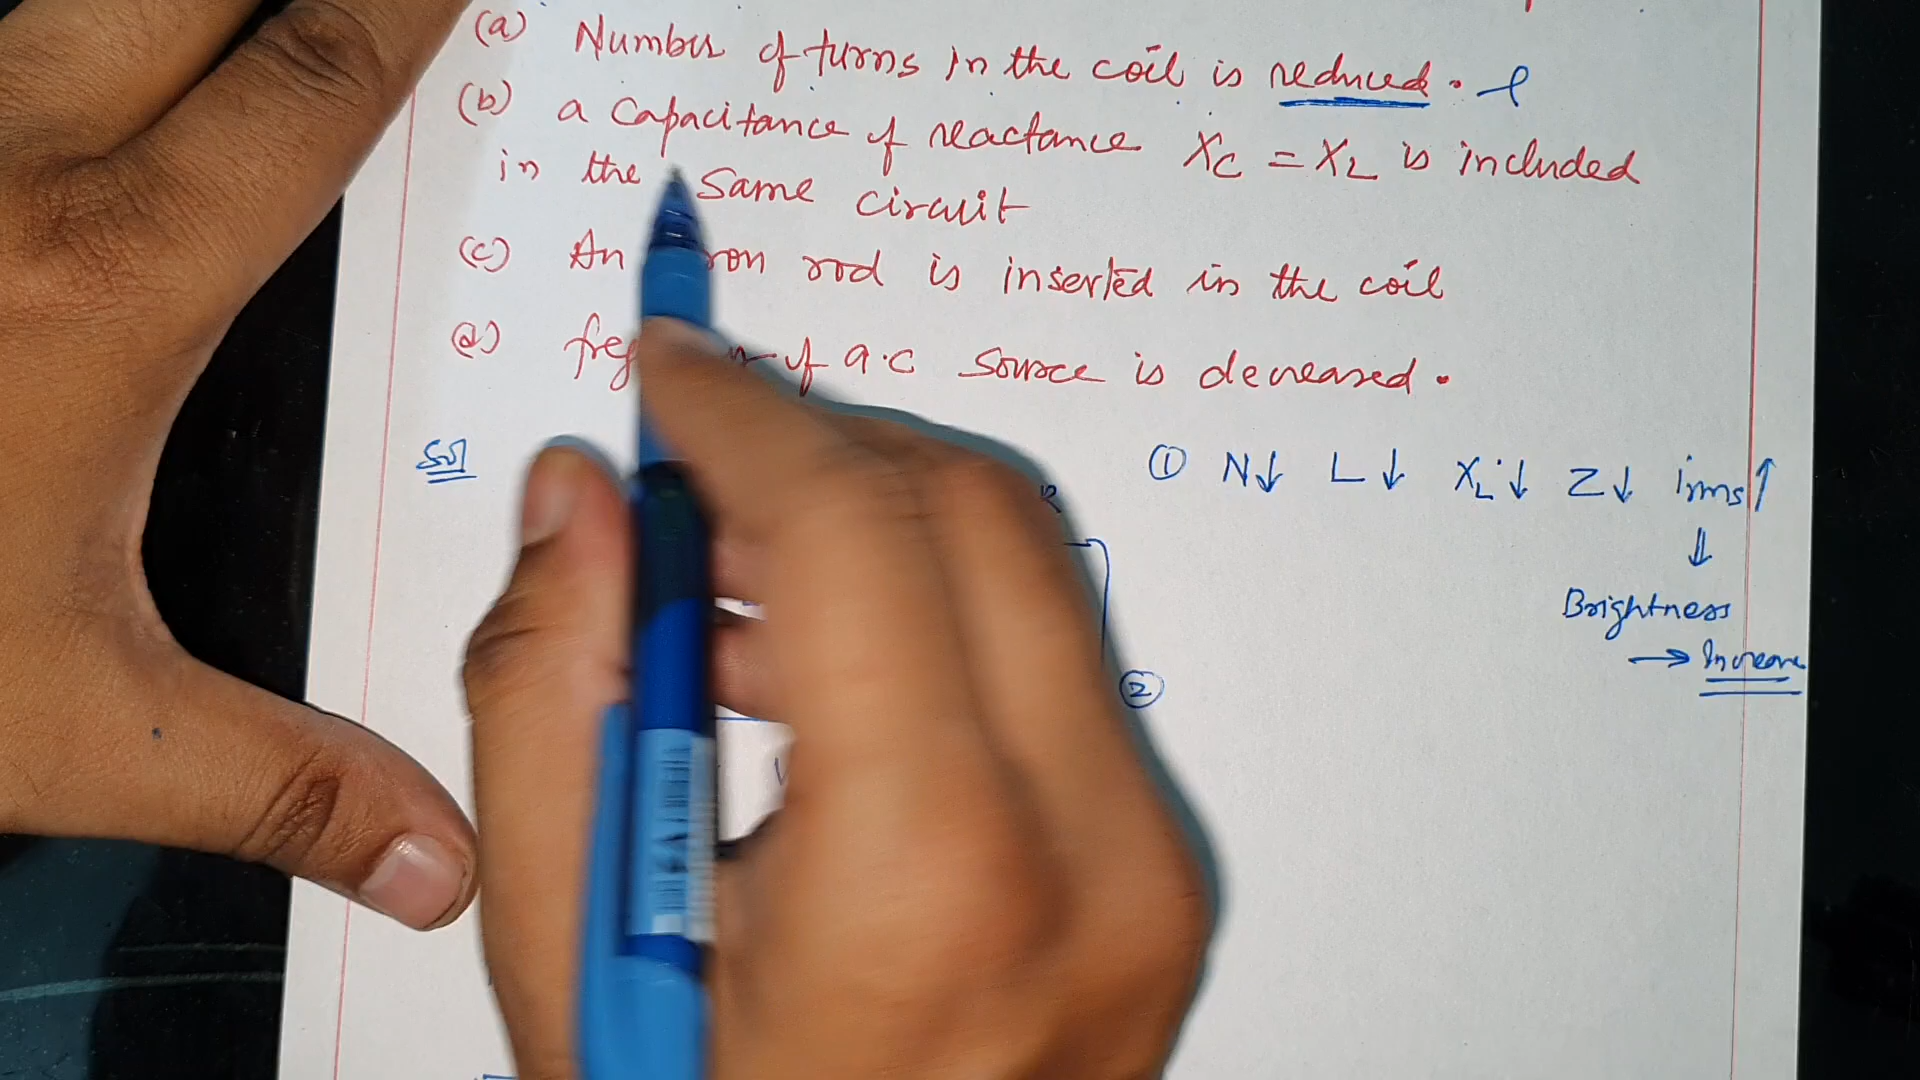 (a) Number of turns in the coil is reduced.
(b) a capacitance of reactance XC = XL is included
in the same circuit
(c) An iron rod is inserted in the coil
(d) of a.c source is decreased.
Sol
① N↓ L↓ XL↓ Z↓ irms↑
⇓
Brightness
→ Increase
R
②